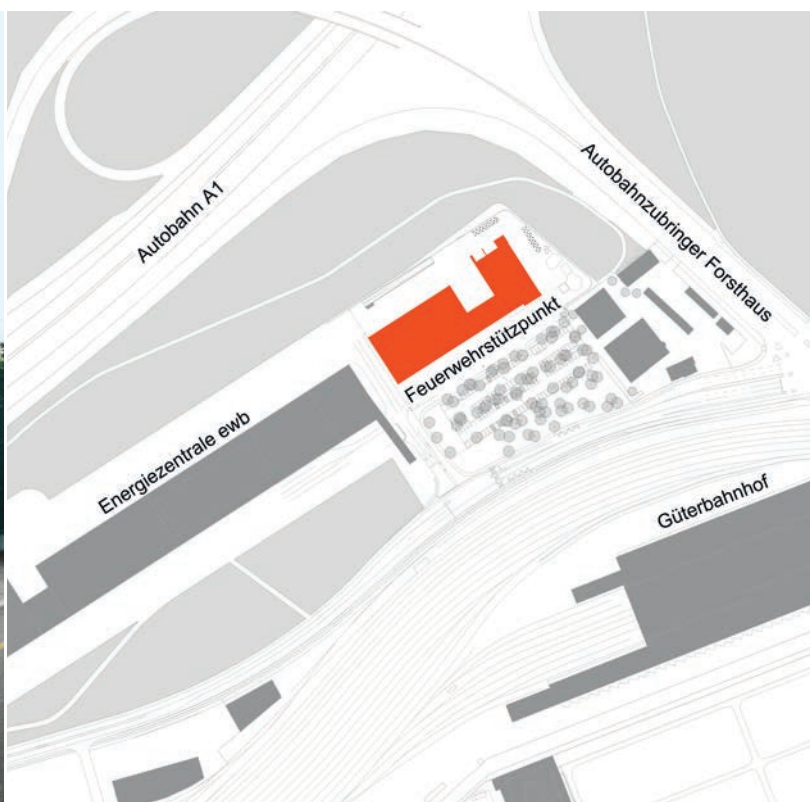 Autobahn A1
Autobahnzubringer Forsthaus
Feuerwehrstützpunkt
Energiezentrale ewb
Güterbahnhof